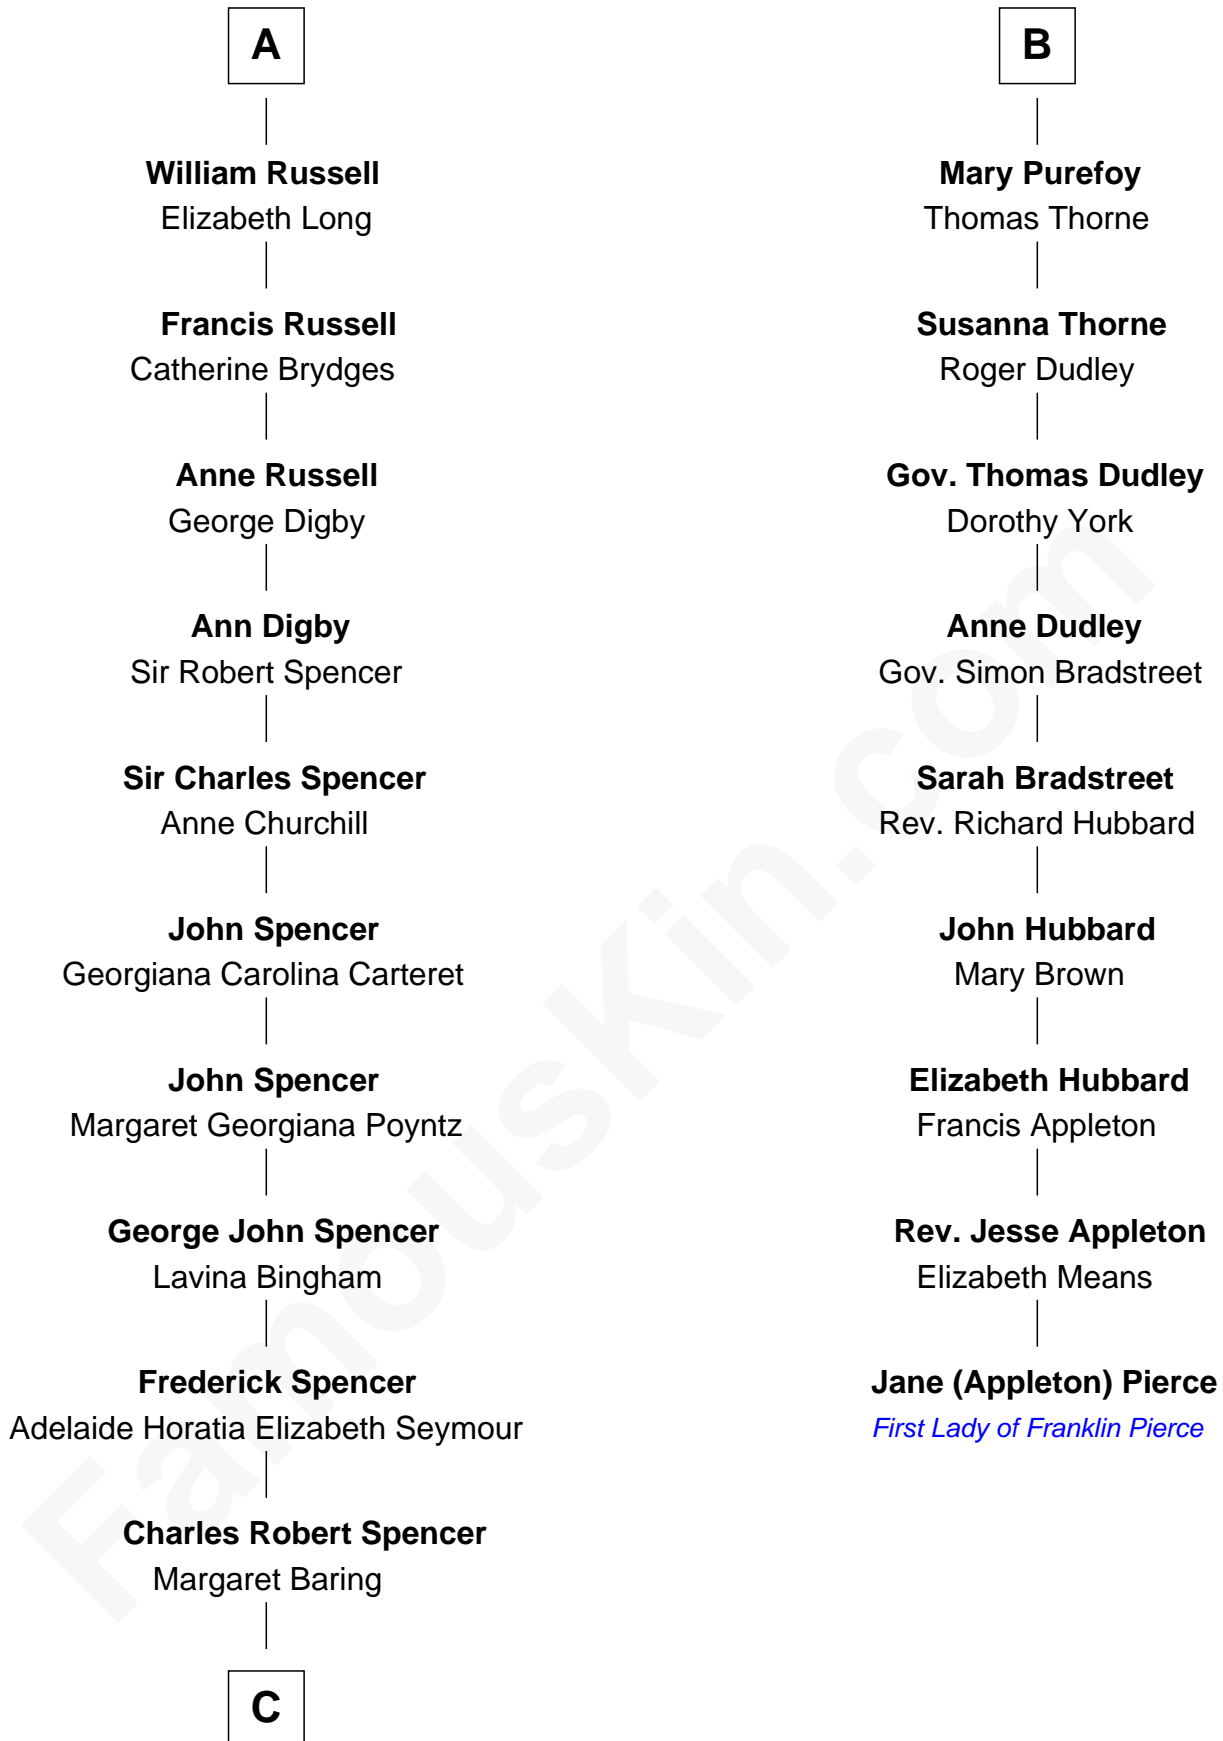 A
William Russell
Elizabeth Long
Francis Russell
Catherine Brydges
Anne Russell
George Digby
Ann Digby
Sir Robert Spencer
Sir Charles Spencer
Anne Churchill
John Spencer
Georgiana Carolina Carteret
John Spencer
Margaret Georgiana Poyntz
George John Spencer
Lavina Bingham
Frederick Spencer
Adelaide Horatia Elizabeth Seymour
Charles Robert Spencer
Margaret Baring
C
B
Mary Purefoy
Thomas Thorne
Susanna Thorne
Roger Dudley
Gov. Thomas Dudley
Dorothy York
Anne Dudley
Gov. Simon Bradstreet
Sarah Bradstreet
Rev. Richard Hubbard
John Hubbard
Mary Brown
Elizabeth Hubbard
Francis Appleton
Rev. Jesse Appleton
Elizabeth Means
Jane (Appleton) Pierce
First Lady of Franklin Pierce
FamousKin.com